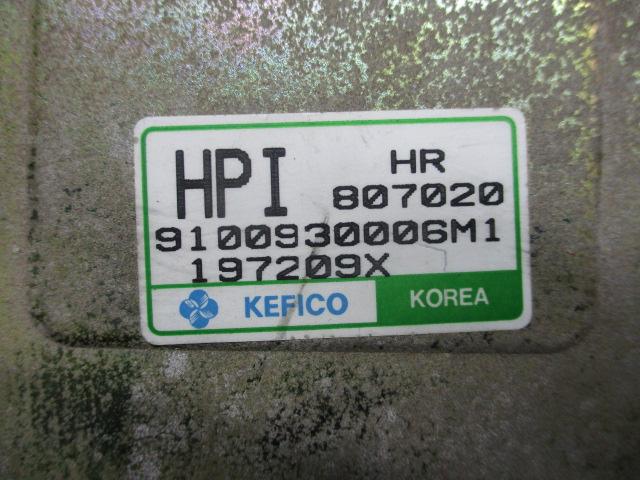 HPI HR
807020
9100930006M1
197209X
KEFICO KOREA